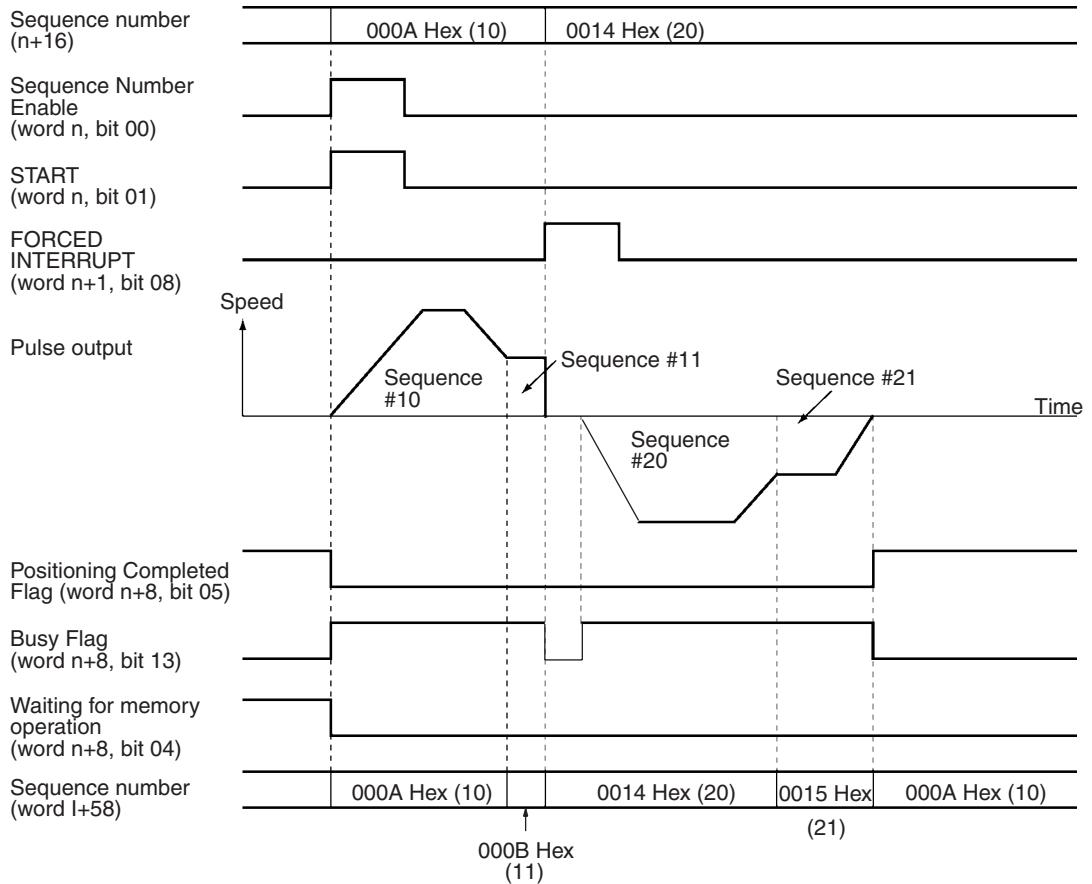 Sequence number
(n+16)
000A Hex (10)
0014 Hex (20)
Sequence Number
Enable
(word n, bit 00)
START
(word n, bit 01)
FORCED
INTERRUPT
(word n+1, bit 08)
Speed
Pulse output
Sequence
#10
Sequence #11
Sequence #21
Time
Sequence
#20
Positioning Completed
Flag (word n+8, bit 05)
Busy Flag
(word n+8, bit 13)
Waiting for memory
operation
(word n+8, bit 04)
Sequence number
(word I+58)
000A Hex (10)
0014 Hex (20)
0015 Hex
(21)
000A Hex (10)
000B Hex
(11)